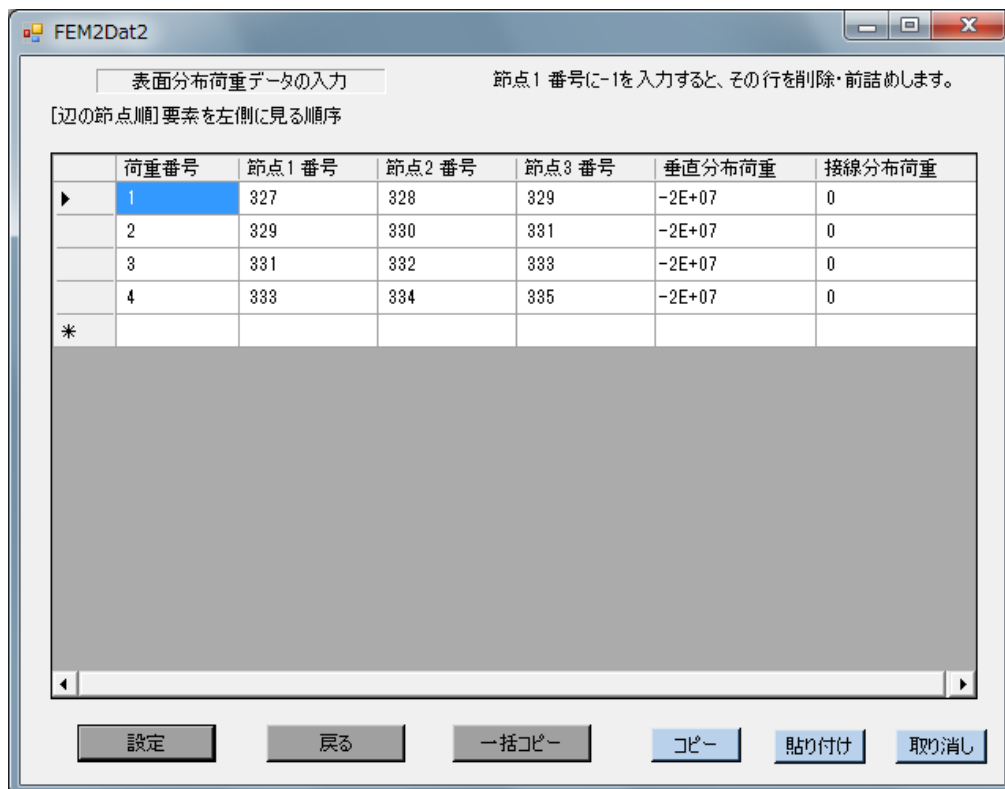 FEM2Dat2
表面分布荷重データの入力 節点1 番号に-1を入力すると、その行を削除・前詰めします。
[辺の節点順]要素を左側に見る順序
荷重番号 節点1 番号 節点2 番号 節点3 番号 垂直分布荷重 接線分布荷重
1 327 328 329 -2E+07 0
2 329 330 331 -2E+07 0
3 331 332 333 -2E+07 0
4 333 334 335 -2E+07 0
設定 戻る 一括コピー コピー 貼り付け 取り消し